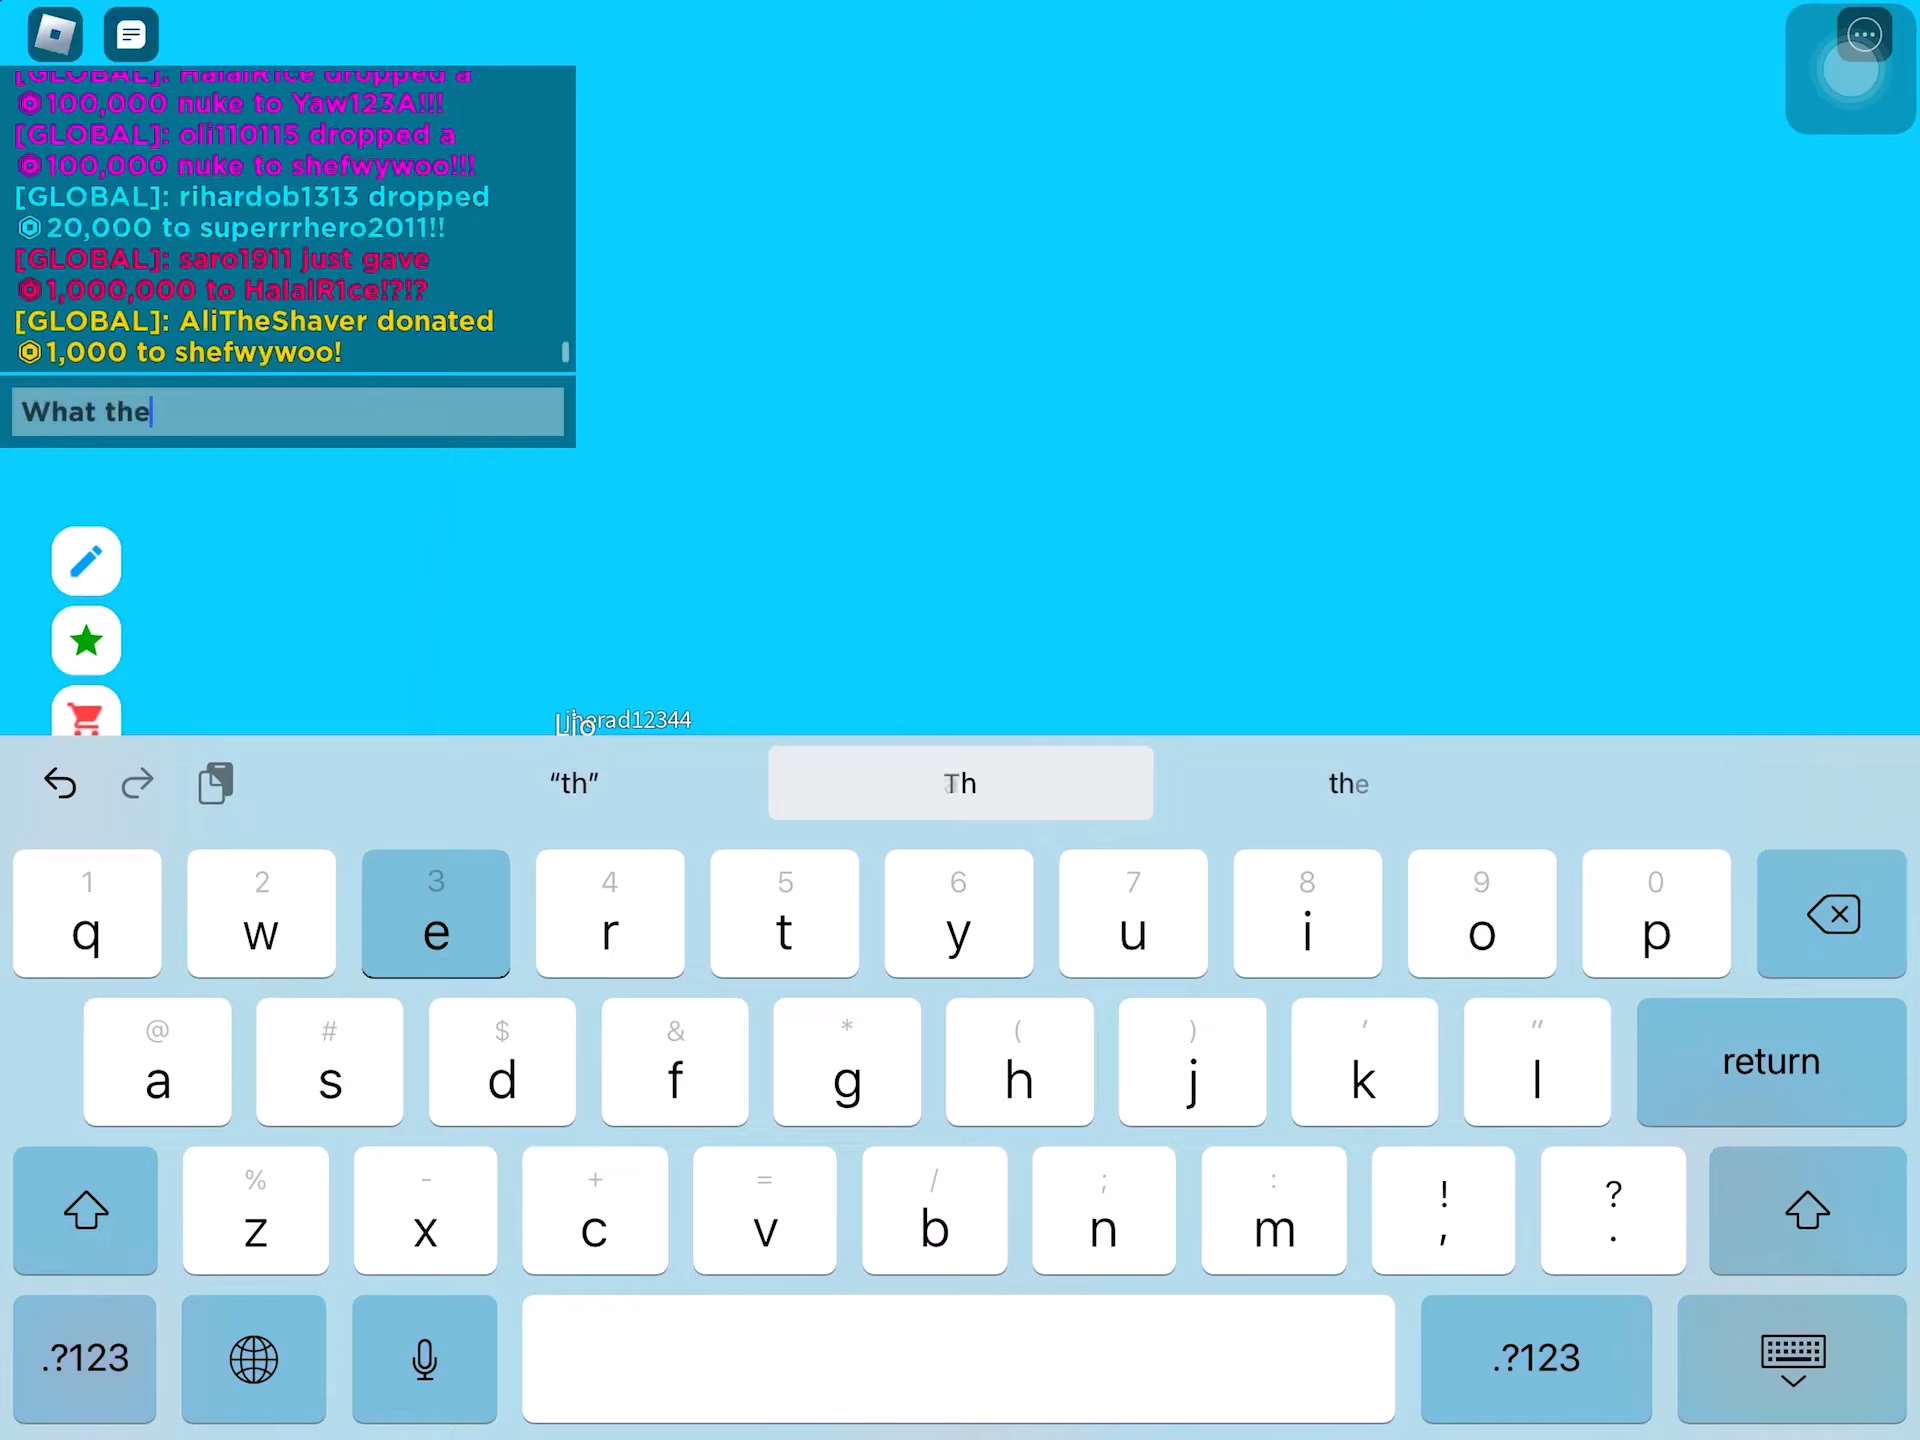 [GLOBAL]: HalalR1ce dropped a
100,000 nuke to Yaw123A!!!
[GLOBAL]: oli110115 dropped a
100,000 nuke to shefwywoo!!!
[GLOBAL]: rihardob1313 dropped
20,000 to superrrhero2011!!
[GLOBAL]: saro1911 just gave
1,000,000 to HalalR1ce!?!?
[GLOBAL]: AliTheShaver donated
1,000 to shefwywoo!
What the
“th” Th the
1 2 3 4 5 6 7 8 9 0
q w e r t y u i o p
@ # $ & * ( ) ' "
a s d f g h j k l return
% - + = / ; : ! ?
z x c v b n m , .
.?123 .?123